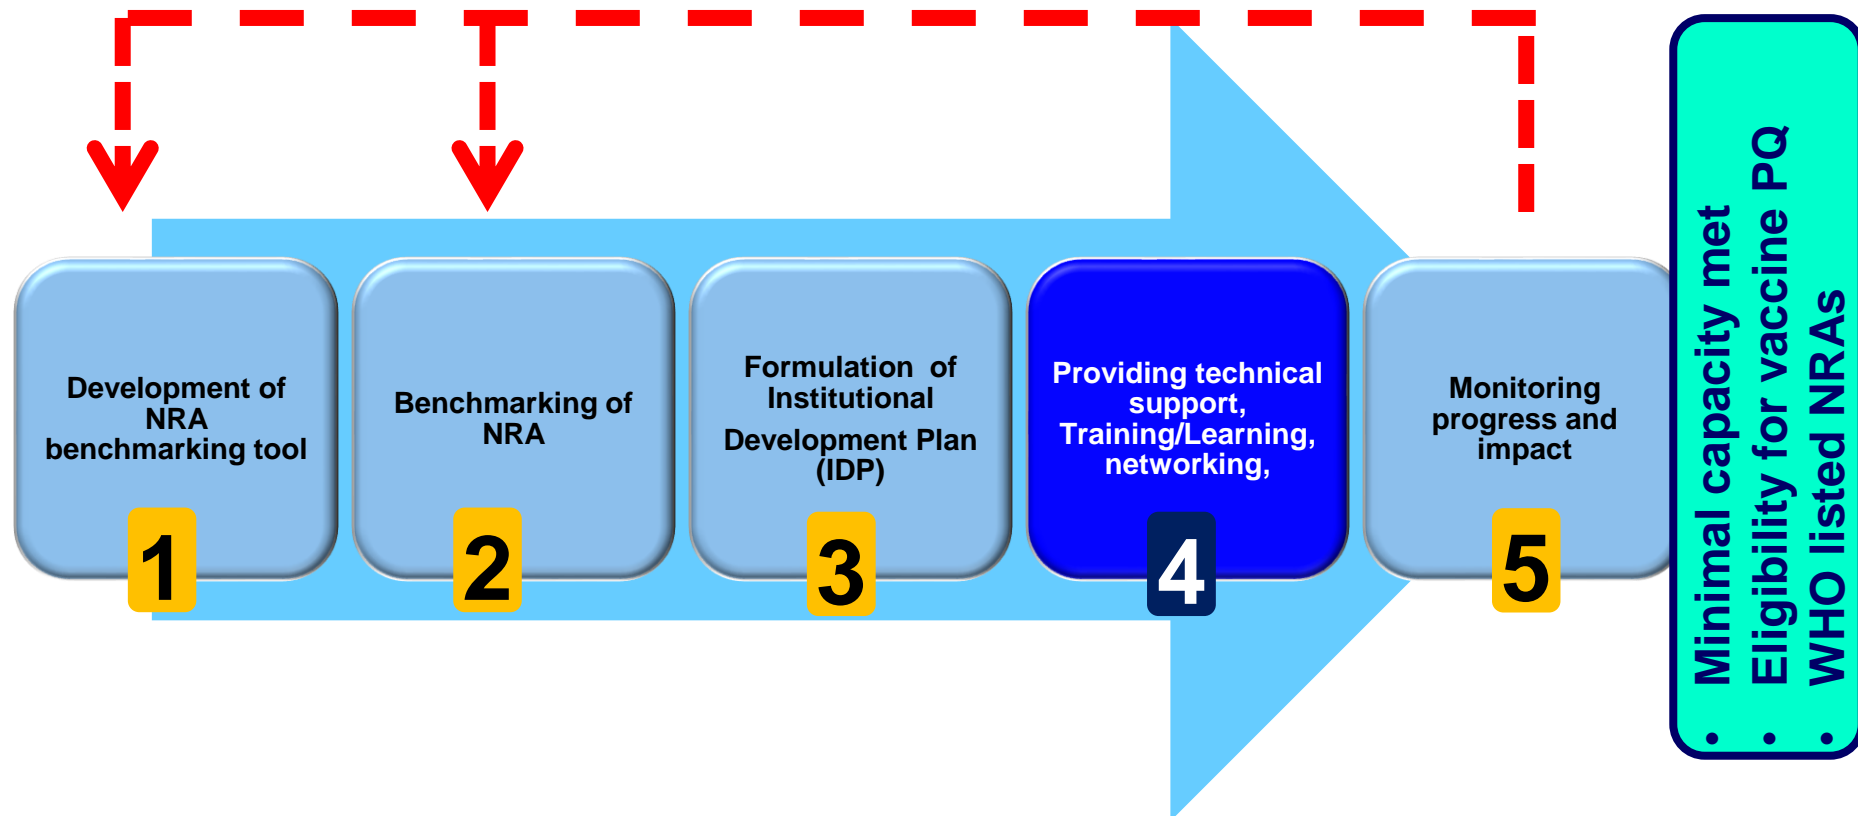 Development of
NRA
benchmarking tool
1
Benchmarking of
NRA
2
Formulation of
Institutional
Development Plan
(IDP)
3
Providing technical
support,
Training/Learning,
networking,
4
Monitoring
progress and
impact
5
• Minimal capacity met
• Eligibility for vaccine PQ
• WHO listed NRAs